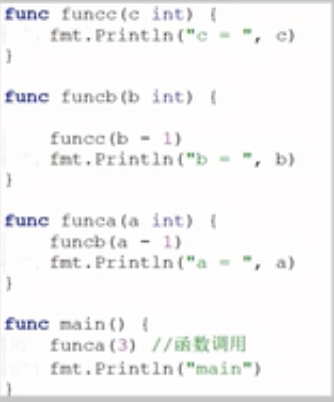 func funcc(c int) {
    fmt.Println("c = ", c)
}
func funcb(b int) {
    funcc(b - 1)
    fmt.Println("b = ", b)
}
func funca(a int) {
    funcb(a - 1)
    fmt.Println("a = ", a)
}
func main() {
    funca(3) //函数调用
    fmt.Println("main")
}